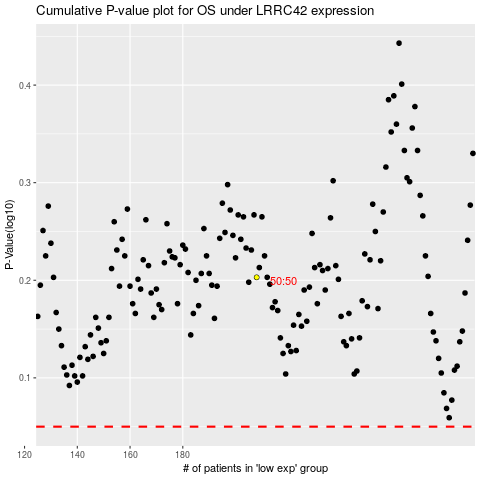 Cumulative P-value plot for OS under LRRC42 expression
P-Value(log10)
0.4
0.3
0.2
0.1
50:50
120 140 160 180
# of patients in 'low exp' group